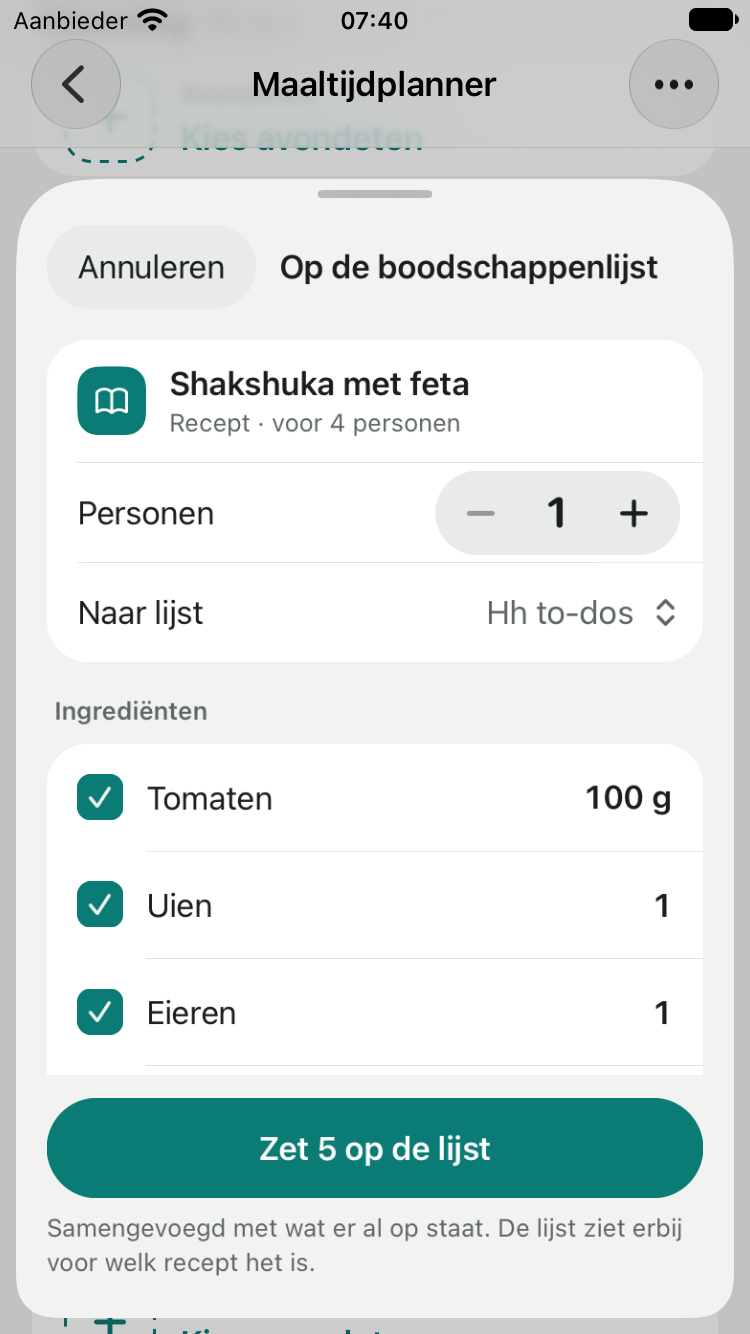 Aanbieder 07:40
Maaltijdplanner
Kies avondeten
Annuleren
Op de boodschappenlijst
Shakshuka met feta
Recept · voor 4 personen
Personen
1
Naar lijst
Hh to-dos
Ingrediënten
Tomaten
100 g
Uien
1
Eieren
1
Zet 5 op de lijst
Samengevoegd met wat er al op staat. De lijst ziet erbij
voor welk recept het is.